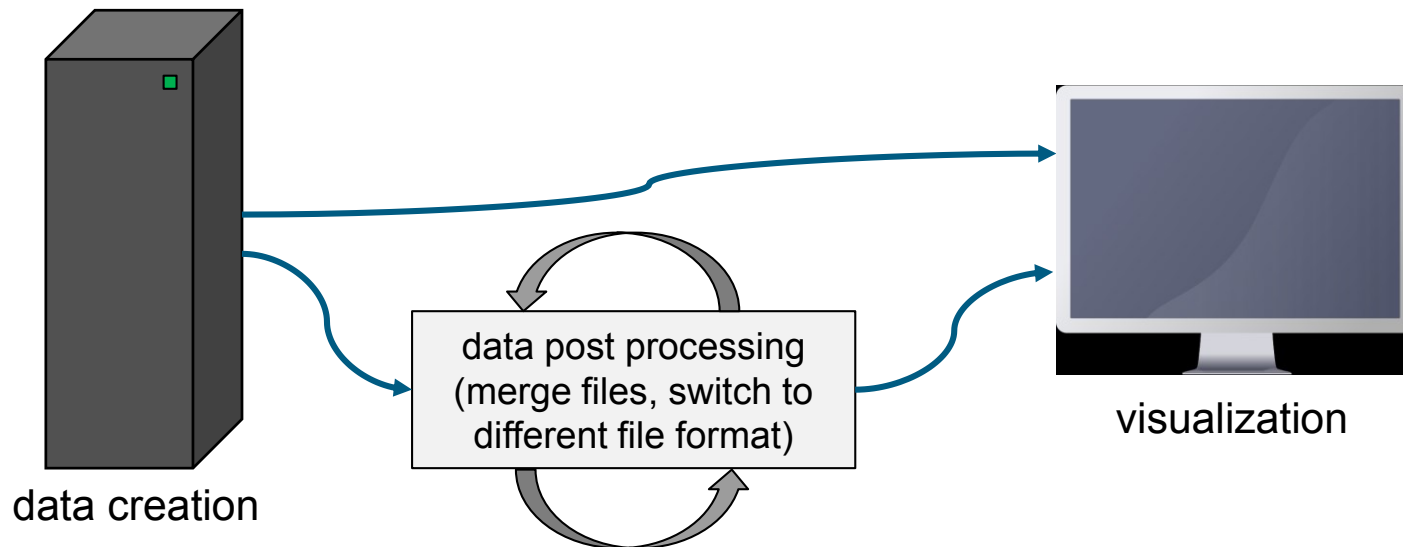 data post processing
(merge files, switch to
different file format)
visualization
data creation